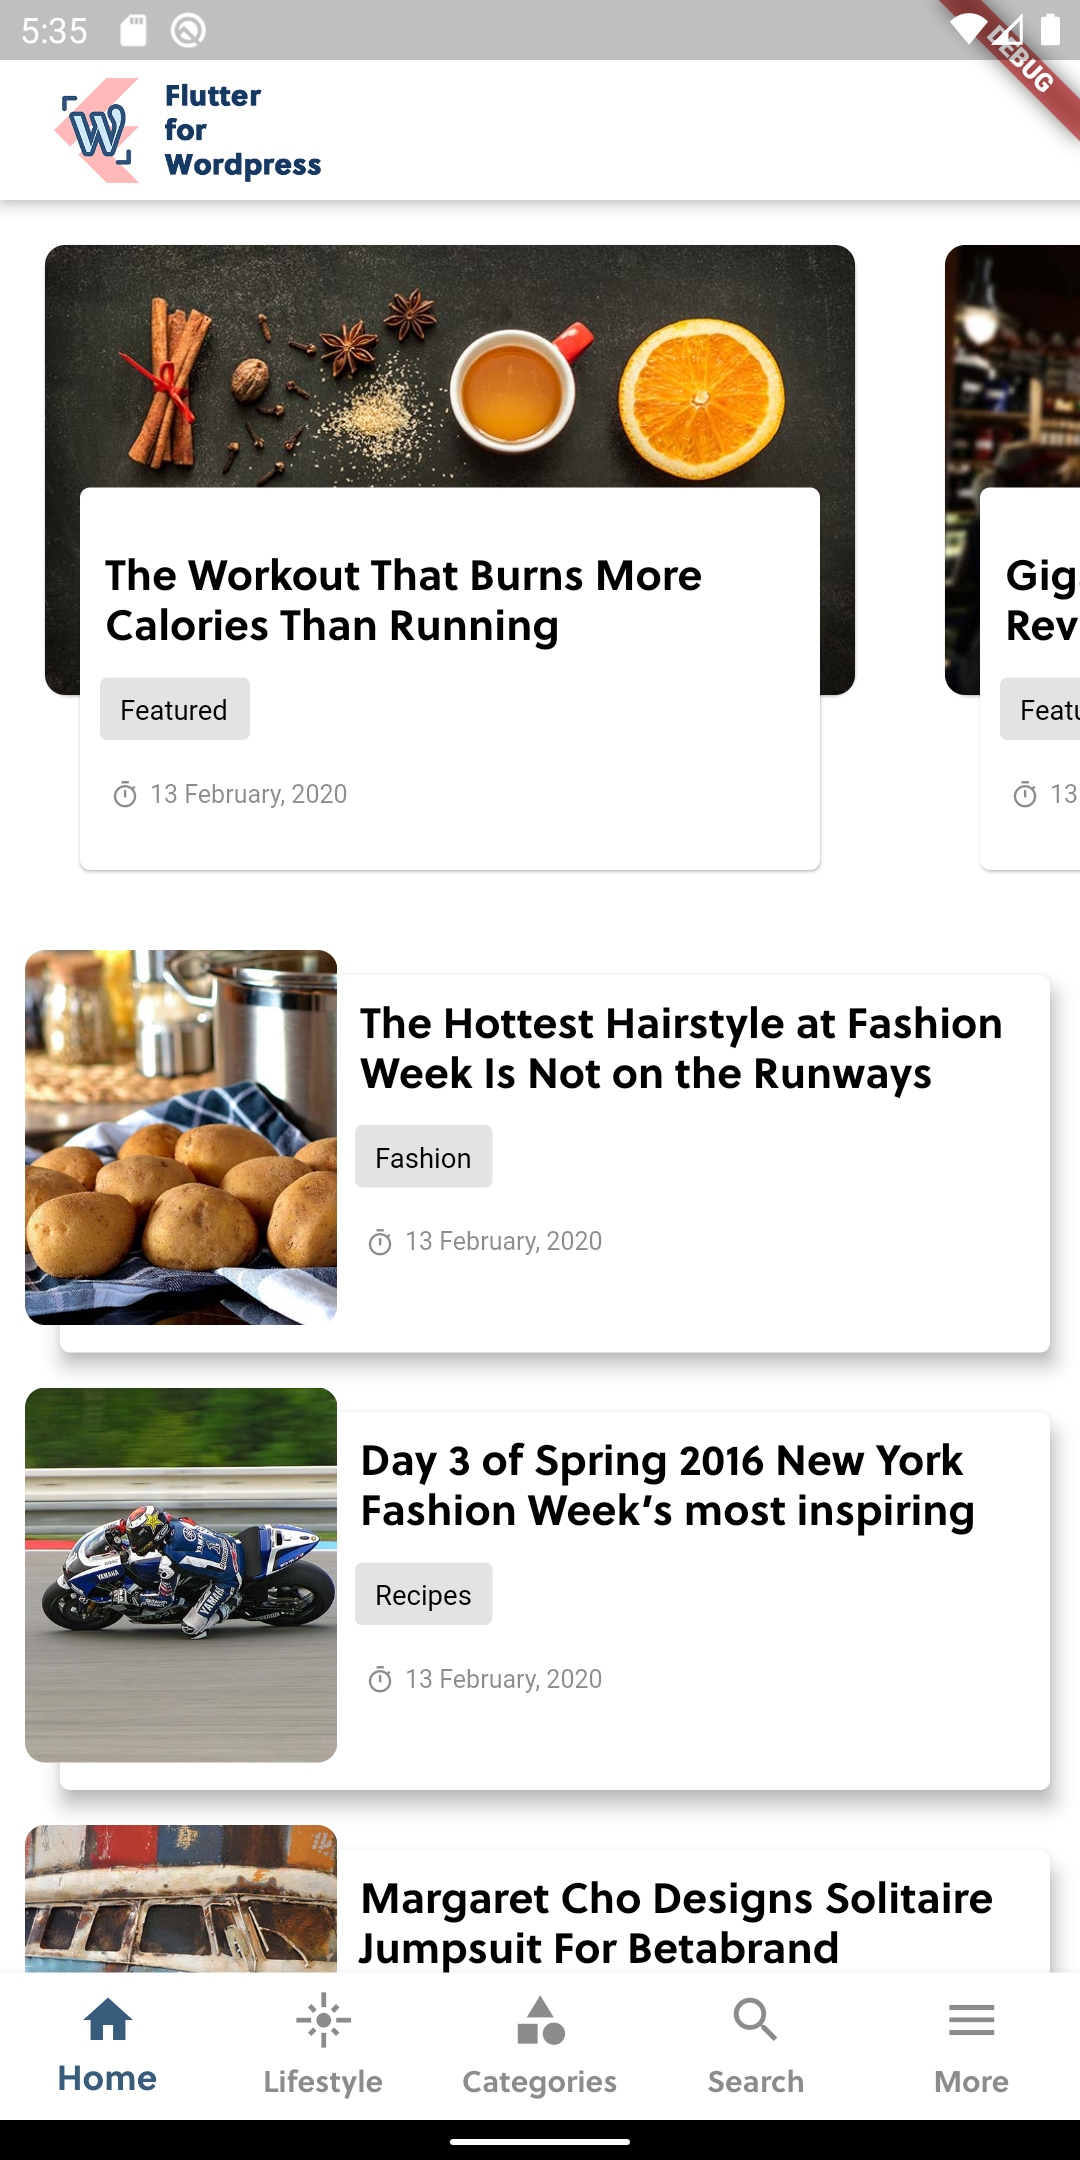 5:35
DEBUG
W
Flutter
for
Wordpress
The Workout That Burns More
Calories Than Running
Featured
13 February, 2020
Gig
Rev
Featu
13
The Hottest Hairstyle at Fashion
Week Is Not on the Runways
Fashion
13 February, 2020
Day 3 of Spring 2016 New York
Fashion Week’s most inspiring
YAMAHA
YAMAHA
Recipes
13 February, 2020
Margaret Cho Designs Solitaire
Jumpsuit For Betabrand
Home
Lifestyle
Categories
Search
More